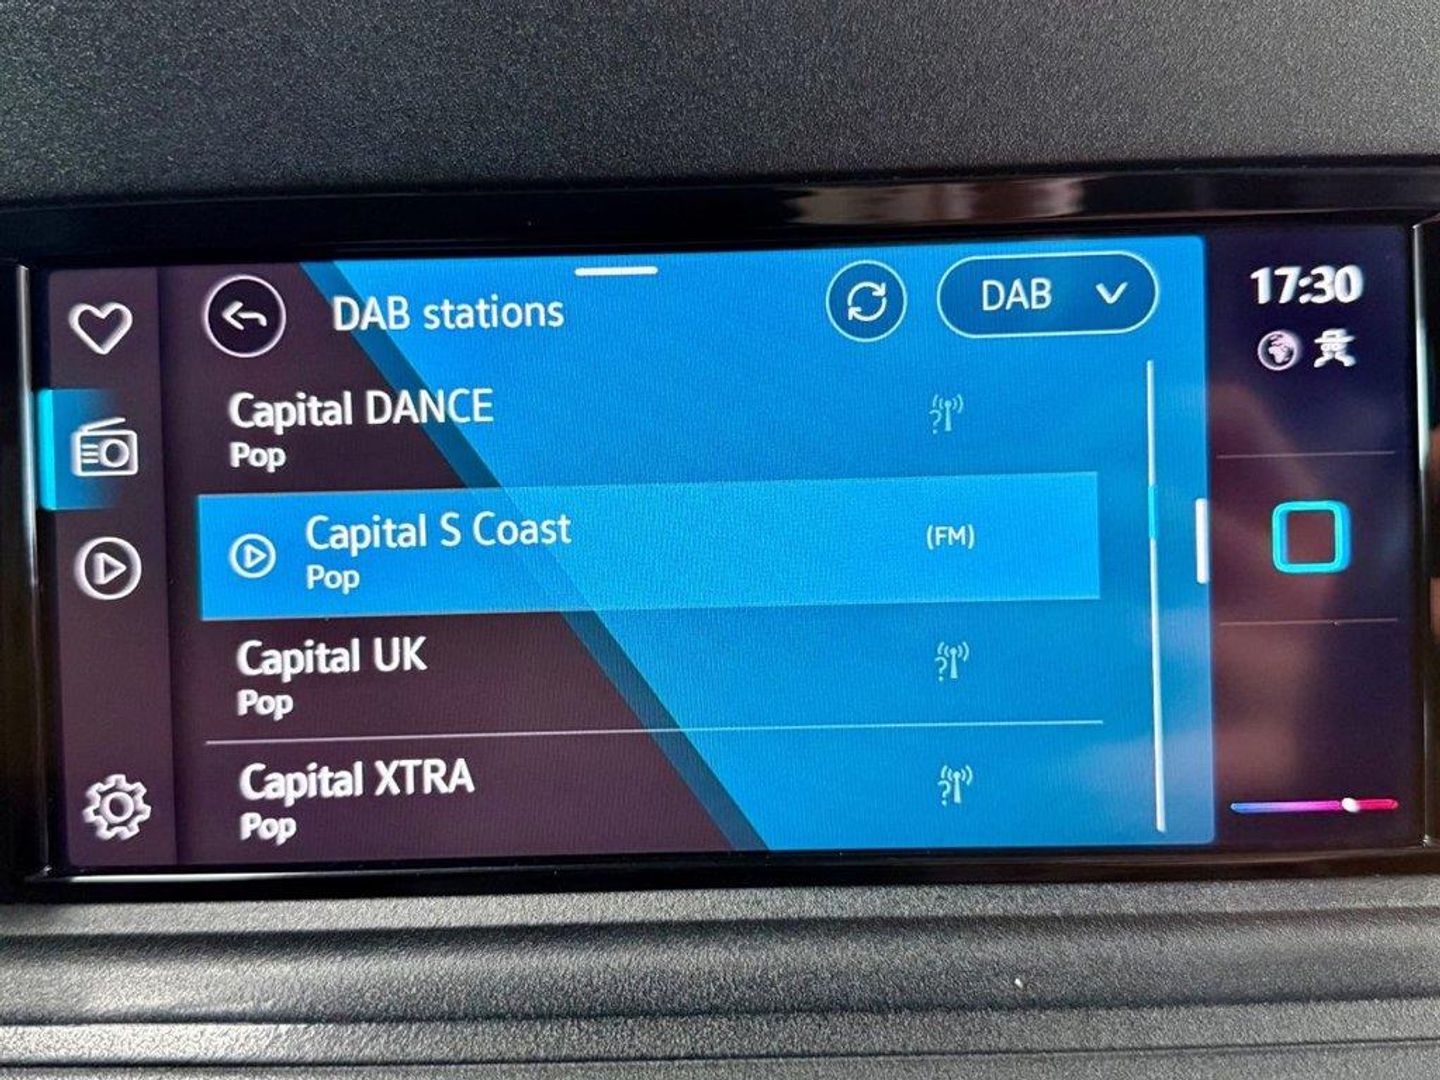 DAB stations
DAB
17:30
Capital DANCE
Pop
Capital S Coast
(FM)
Pop
Capital UK
Pop
Capital XTRA
Pop